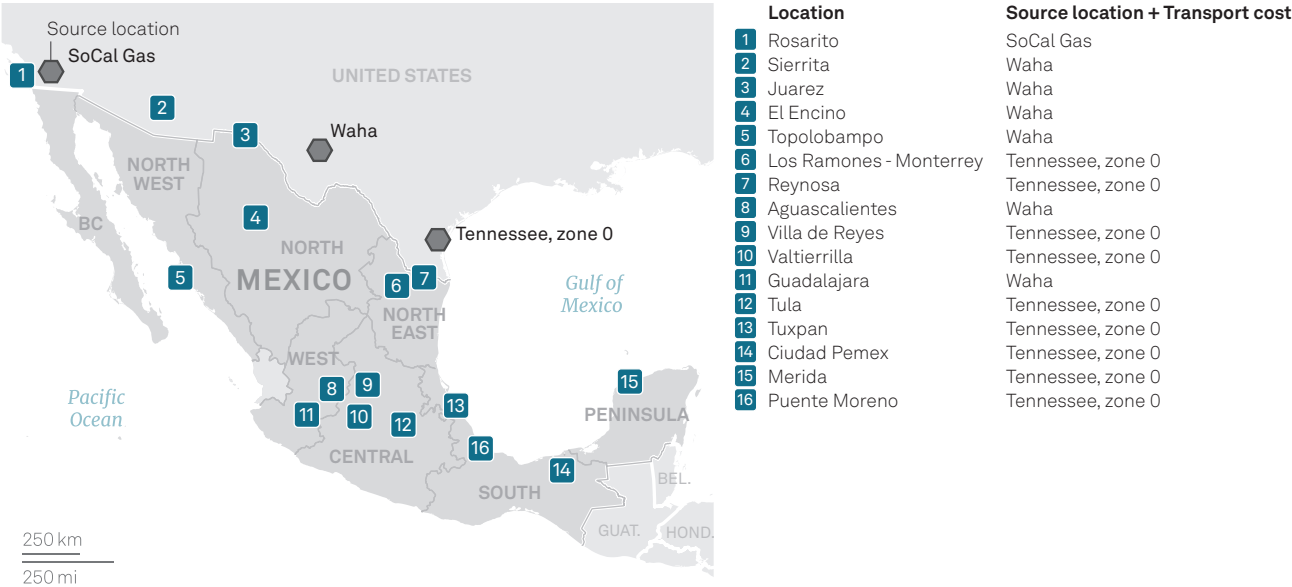 Source location
SoCal Gas
1
UNITED STATES
2
Waha
3
NORTH
WEST
4
BC
Tennessee, zone 0
NORTH
MEXICO
5
6
7
Gulf of
Mexico
NORTH
EAST
WEST
8
9
15
Pacific
Ocean
11
10
12
13
PENINSULA
16
CENTRAL
14
SOUTH
BEL.
GUAT.
HOND.
250 km
250 mi
Location Source location + Transport cost
1 Rosarito SoCal Gas
2 Sierrita Waha
3 Juarez Waha
4 El Encino Waha
5 Topolobampo Waha
6 Los Ramones - Monterrey Tennessee, zone 0
7 Reynosa Tennessee, zone 0
8 Aguascalientes Waha
9 Villa de Reyes Tennessee, zone 0
10 Valtierrilla Tennessee, zone 0
11 Guadalajara Waha
12 Tula Tennessee, zone 0
13 Tuxpan Tennessee, zone 0
14 Ciudad Pemex Tennessee, zone 0
15 Merida Tennessee, zone 0
16 Puente Moreno Tennessee, zone 0